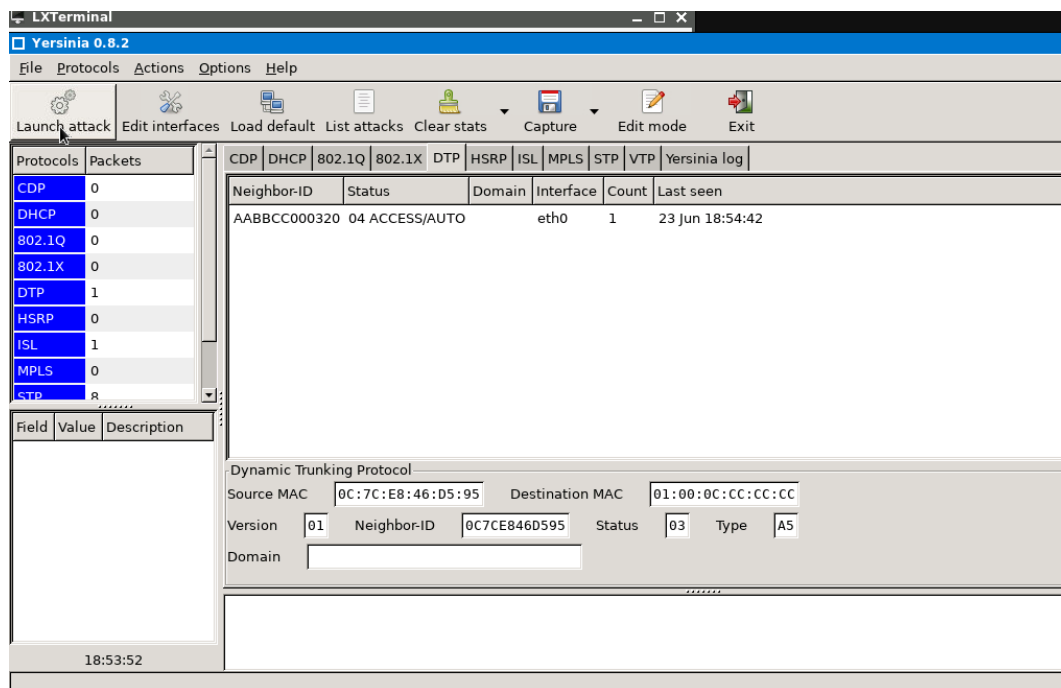 LXTerminal
Yersinia 0.8.2
File Protocols Actions Options Help
Launch attack Edit interfaces Load default List attacks Clear stats Capture Edit mode Exit
Protocols Packets
CDP 0
DHCP 0
802.1Q 0
802.1X 0
DTP 1
HSRP 0
ISL 1
MPLS 0
STP 8
Field Value Description
18:53:52
CDP DHCP 802.1Q 802.1X DTP HSRP ISL MPLS STP VTP Yersinia log
Neighbor-ID Status Domain Interface Count Last seen
AABBCC000320 04 ACCESS/AUTO eth0 1 23 Jun 18:54:42
Dynamic Trunking Protocol
Source MAC 0C:7C:E8:46:D5:95 Destination MAC 01:00:0C:CC:CC:CC
Version 01 Neighbor-ID 0C7CE846D595 Status 03 Type A5
Domain